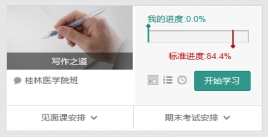 我的进度:0.0%
写作之道
标准进度:84.4%
桂林医学院班
开始学习
见面课安排
期末考试安排